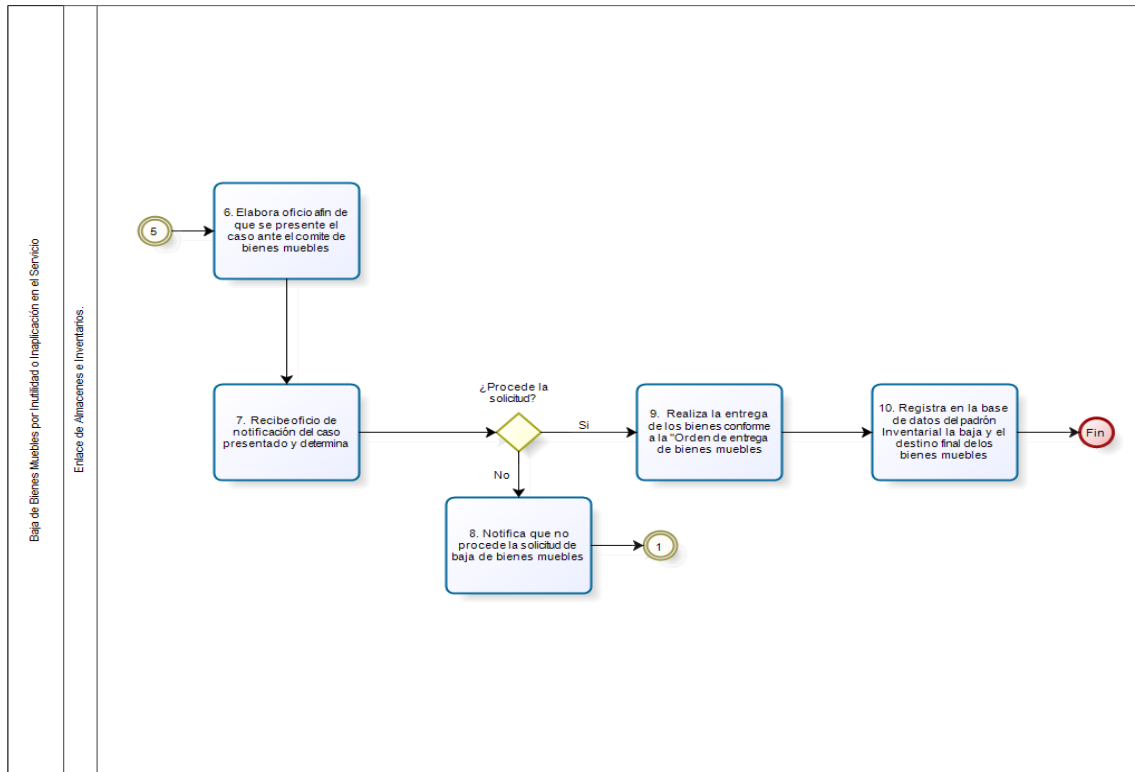 Baja de Bienes Muebles por Inutilidad o Inaplicación en el Servicio
Enlace de Almacenes e Inventarios.
5
6. Elabora oficio afin de
que se presente el
caso ante el comite de
bienes muebles
7. Recibe oficio de
notificación del caso
presentado y determina
¿Procede la
solicitud?
Si
No
8. Notifica que no
procede la solicitud de
baja de bienes muebles
1
9. Realiza la entrega
de los bienes conforme
a la "Orden de entrega
de bienes muebles
10. Registra en la base
de datos del padrón
Inventarial la baja y el
destino final delos
bienes muebles
Fin